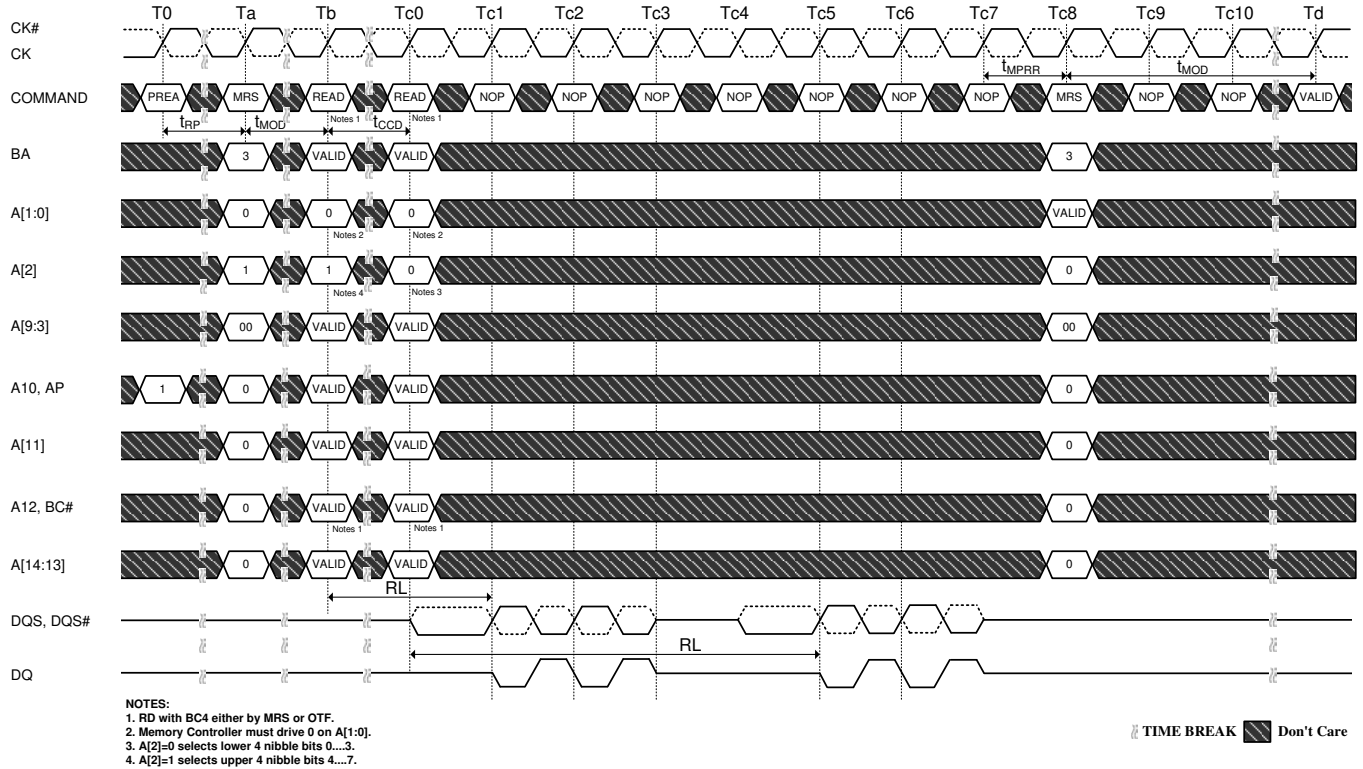 T0 Ta Tb Tc0 Tc1 Tc2 Tc3 Tc4 Tc5 Tc6 Tc7 Tc8 Tc9 Tc10 Td
CK#
CK
tMPRR tMOD
COMMAND PREA MRS READ READ NOP NOP NOP NOP NOP NOP NOP MRS NOP NOP VALID
Notes 1 Notes 1
tRP tMOD tCCD
BA 3 VALID VALID 3
A[1:0] 0 0 0 VALID
Notes 2 Notes 2
A[2] 1 1 0 0
Notes 4 Notes 3
A[9:3] 00 VALID VALID 00
A10, AP 1 0 VALID VALID 0
A[11] 0 VALID VALID 0
A12, BC# 0 VALID VALID 0
Notes 1 Notes 1
A[14:13] 0 VALID VALID 0
RL
DQS, DQS#
RL
DQ
NOTES:
1. RD with BC4 either by MRS or OTF.
2. Memory Controller must drive 0 on A[1:0].
3. A[2]=0 selects lower 4 nibble bits 0....3.
4. A[2]=1 selects upper 4 nibble bits 4....7.
TIME BREAK Don't Care